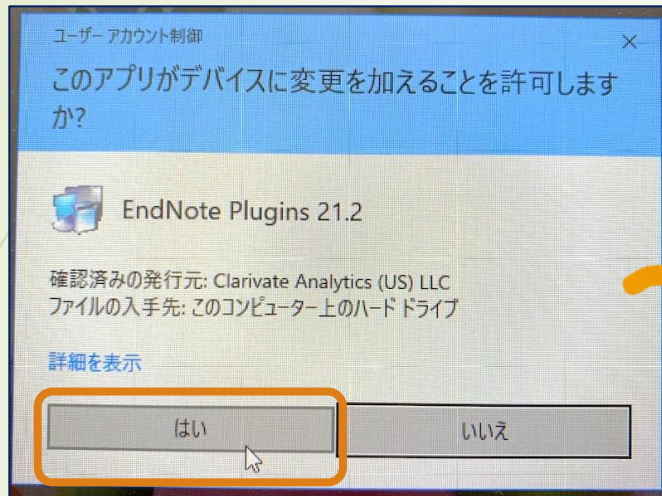 ユーザー アカウント制御
このアプリがデバイスに変更を加えることを許可します
か?
EndNote Plugins 21.2
確認済みの発行元: Clarivate Analytics (US) LLC
ファイルの入手先: このコンピューター上のハード ドライブ
詳細を表示
はい
いいえ